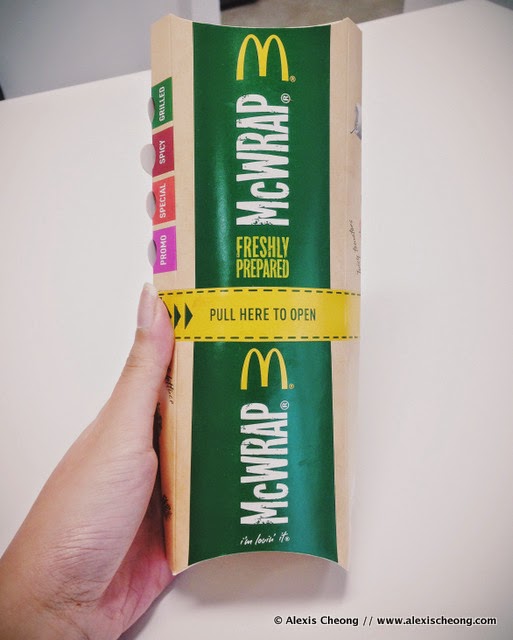 GRILLED
SPICY
SPECIAL
PROMO
McWRAP®
FRESHLY
PREPARED
PULL HERE TO OPEN
McWRAP®
i'm lovin' it®
© Alexis Cheong // www.alexischeong.com